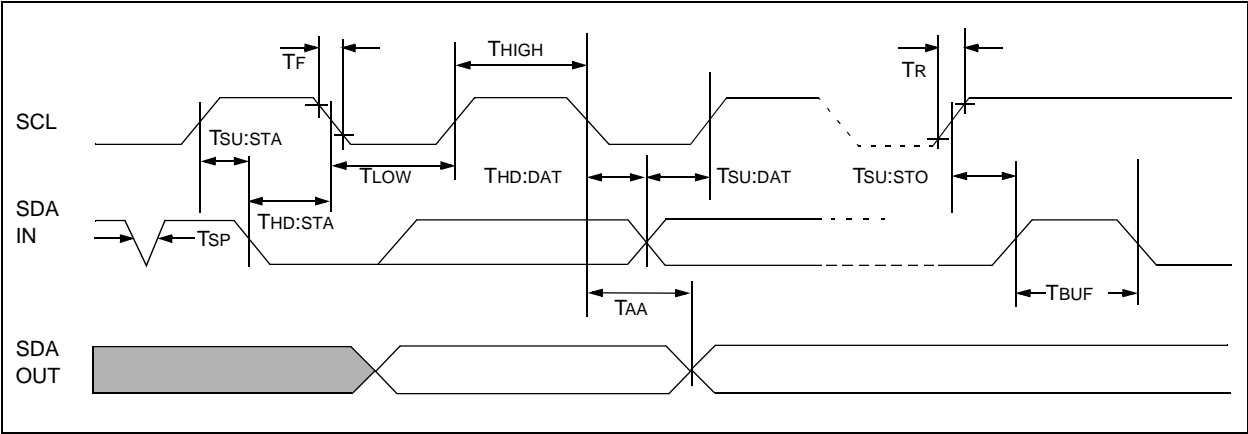 TF
THIGH
TR
SCL
TSU:STA
TLOW
THD:DAT
TSU:DAT
TSU:STO
SDA
IN
TSP
THD:STA
TAA
TBUF
SDA
OUT